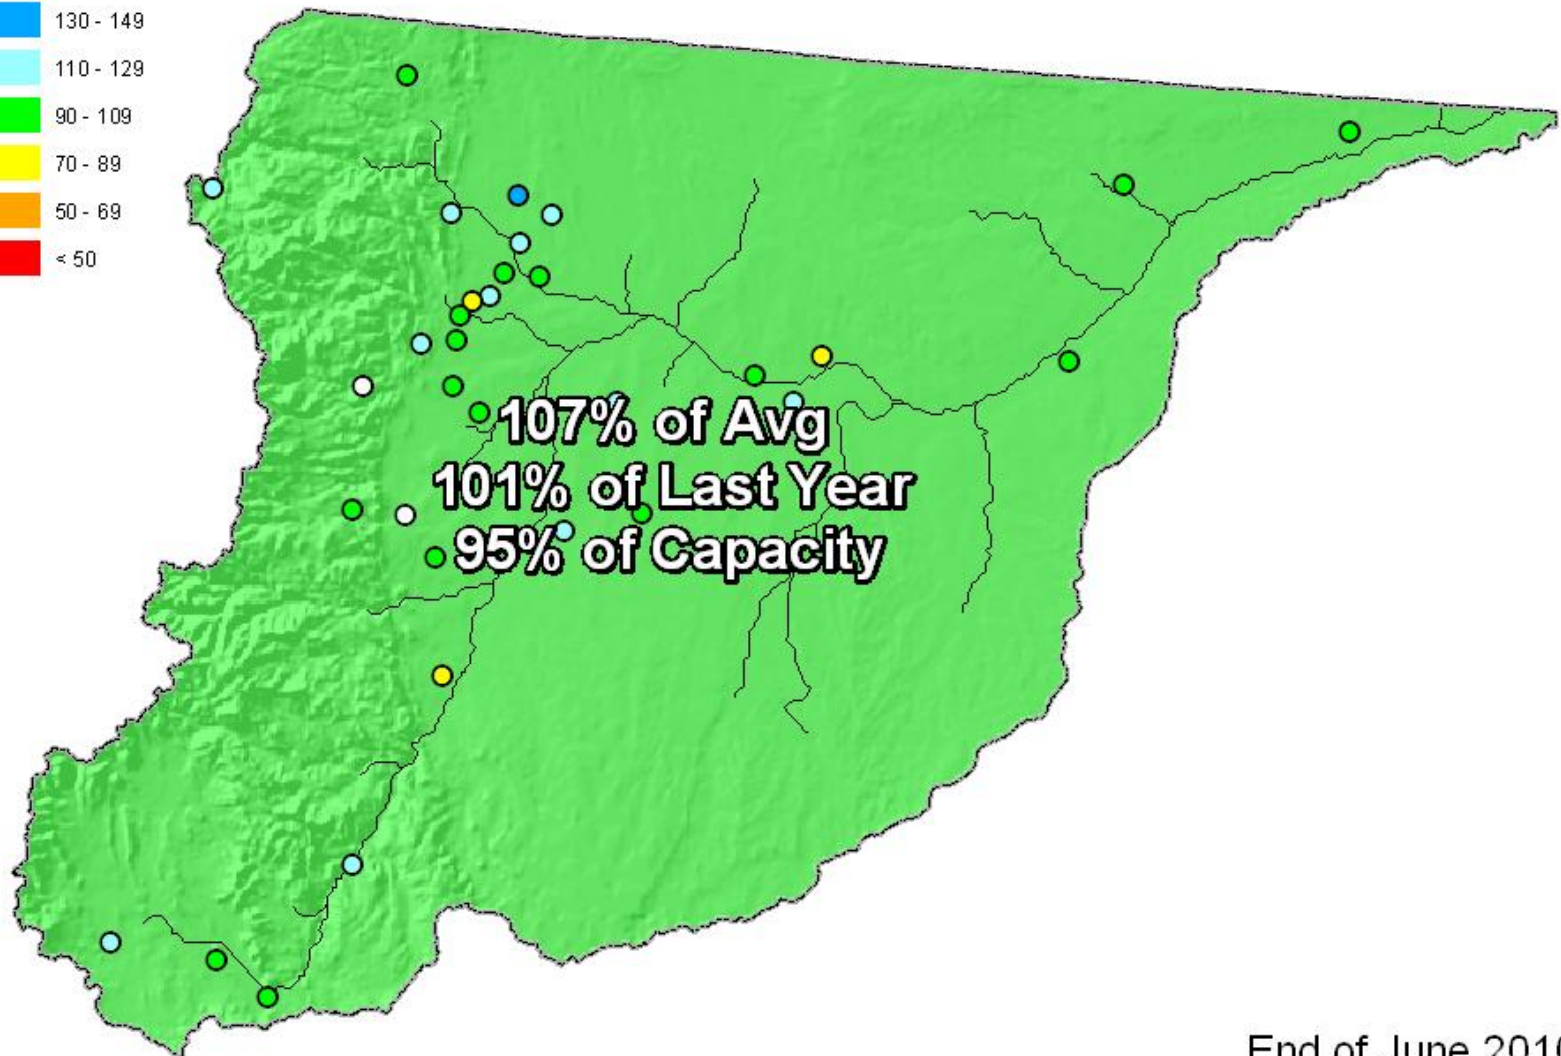 130 - 149
110 - 129
90 - 109
70 - 89
50 - 69
< 50
107% of Avg
101% of Last Year
95% of Capacity
End of June 2010